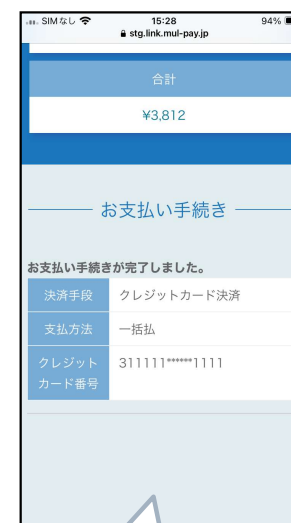 SIMなし 15:28 94%
stg.link.mul-pay.jp
合計
¥3,812
お支払い手続き
お支払い手続きが完了しました。
決済手段 クレジットカード決済
支払方法 一括払
クレジット
カード番号 311111******1111